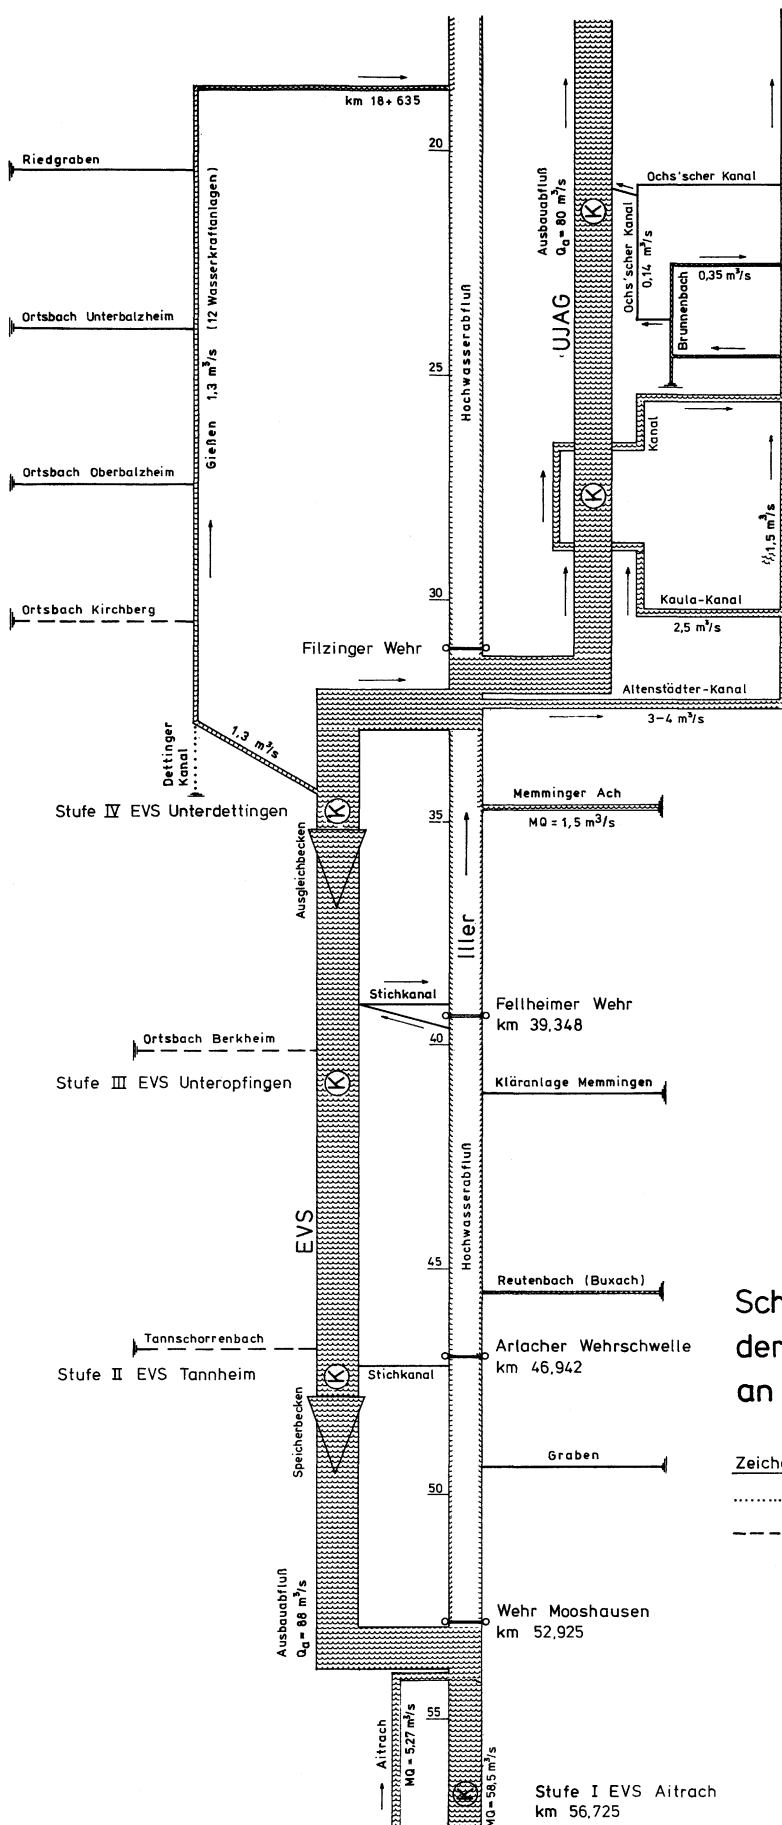 km 18+635
Riedgraben
20
Ochs'scher Kanal
Ausbauabfluß
Qa = 80 m³/s
K
Ochs'scher Kanal
0,14 m³/s
0,35 m³/s
Brunnenbach
(12 Wasserkraftanlagen)
Gießen 1,3 m³/s
Ortsbach Unterbalzheim
Hochwasserabfluß
UJAG
25
Kanal
Ortsbach Oberbalzheim
K
1,5 m³/s
30
Ortsbach Kirchberg
Kaula-Kanal
2,5 m³/s
Filzinger Wehr
Altenstädter-Kanal
3-4 m³/s
Dettinger
Kanal
1,3 m³/s
Memminger Ach
MQ = 1,5 m³/s
Stufe IV EVS Unterdettingen
K
35
Ausgleichbecken
Iller
Stichkanal
Fellheimer Wehr
km 39,348
Ortsbach Berkheim
40
Stufe III EVS Unteropfingen
K
Kläranlage Memmingen
Hochwasserabfluß
EVS
45
Reutenbach (Buxach)
Sch
der
an
Tannschorrenbach
Arlacher Wehrschwelle
km 46,942
Stufe II EVS Tannheim
K
Stichkanal
Speicherbecken
Graben
Zeiche
50
Ausbauabfluß
Qa = 88 m³/s
Wehr Mooshausen
km 52,925
55
Aitrach
MQ = 5,27 m³/s
MQ = 58,5 m³/s
K
Stufe I EVS Aitrach
km 56,725